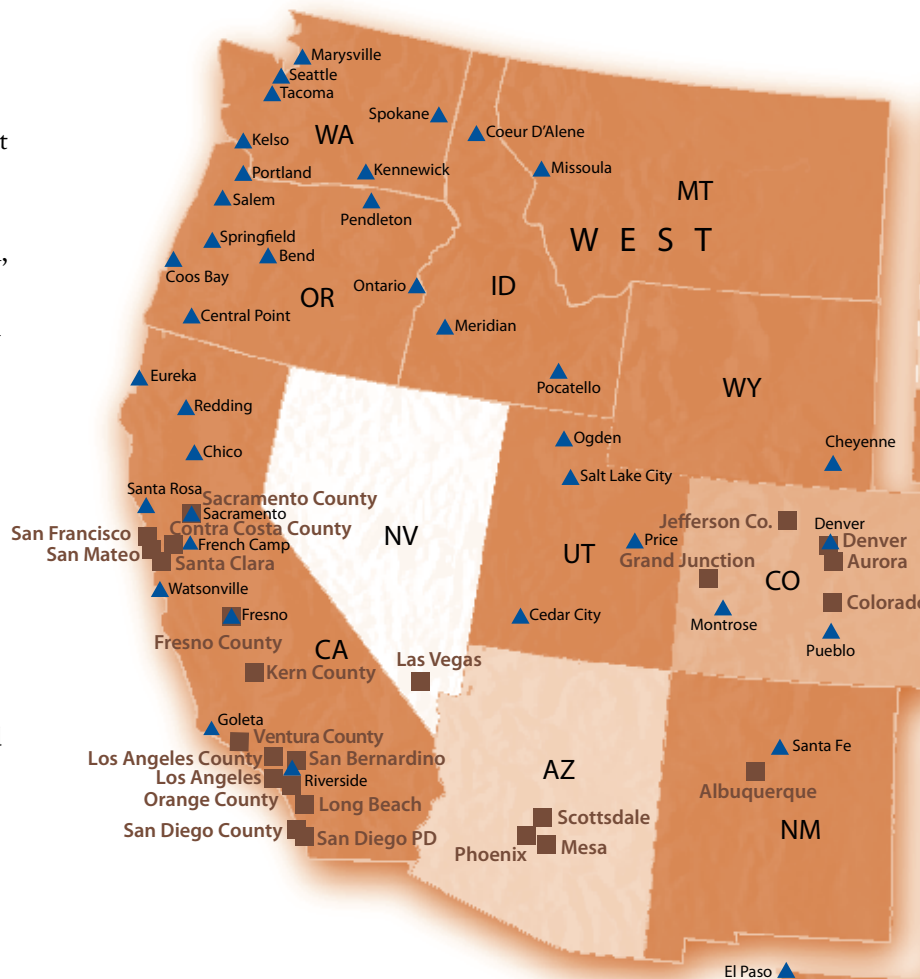 Marysville
Seattle
Tacoma
Spokane
Coeur D'Alene
WA
t
Kelso
Missoula
Portland
Kennewick
MT
Salem
Pendleton
W E S T
Springfield
,
Bend
Coos Bay
Ontario
ID
OR
Central Point
Meridian
Eureka
Pocatello
WY
Redding
Ogden
Cheyenne
Chico
Salt Lake City
Santa Rosa
Sacramento County
Sacramento
Jefferson Co.
Denver
San Francisco
Contra Costa County
NV
Price
Denver
San Mateo
French Camp
UT
Grand Junction
Aurora
Santa Clara
CO
Watsonville
Colorado
Fresno
Cedar City
Montrose
Fresno County
CA
Pueblo
Las Vegas
Kern County
Goleta
Ventura County
Santa Fe
Los Angeles County
San Bernardino
AZ
Los Angeles
Riverside
Albuquerque
Orange County
Long Beach
Scottsdale
San Diego County
San Diego PD
NM
Phoenix
Mesa
El Paso